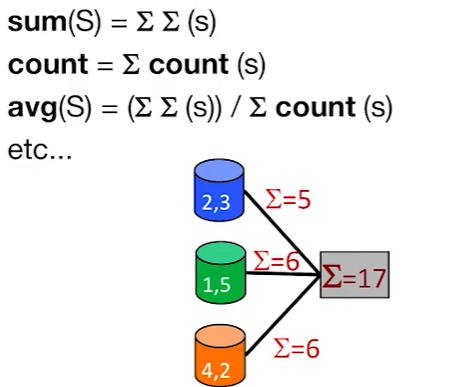 sum(S) = Σ Σ (s)
count = Σ count (s)
avg(S) = (Σ Σ (s)) / Σ count (s)
etc...
2,3
Σ=5
1,5
Σ=6
Σ=17
4,2
Σ=6